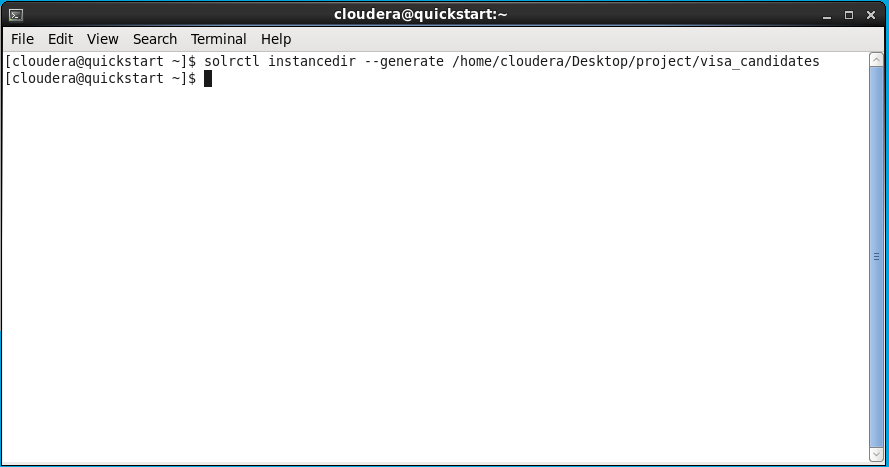 cloudera@quickstart:~
File Edit View Search Terminal Help
[cloudera@quickstart ~]$ solrctl instancedir --generate /home/cloudera/Desktop/project/visa_candidates
[cloudera@quickstart ~]$